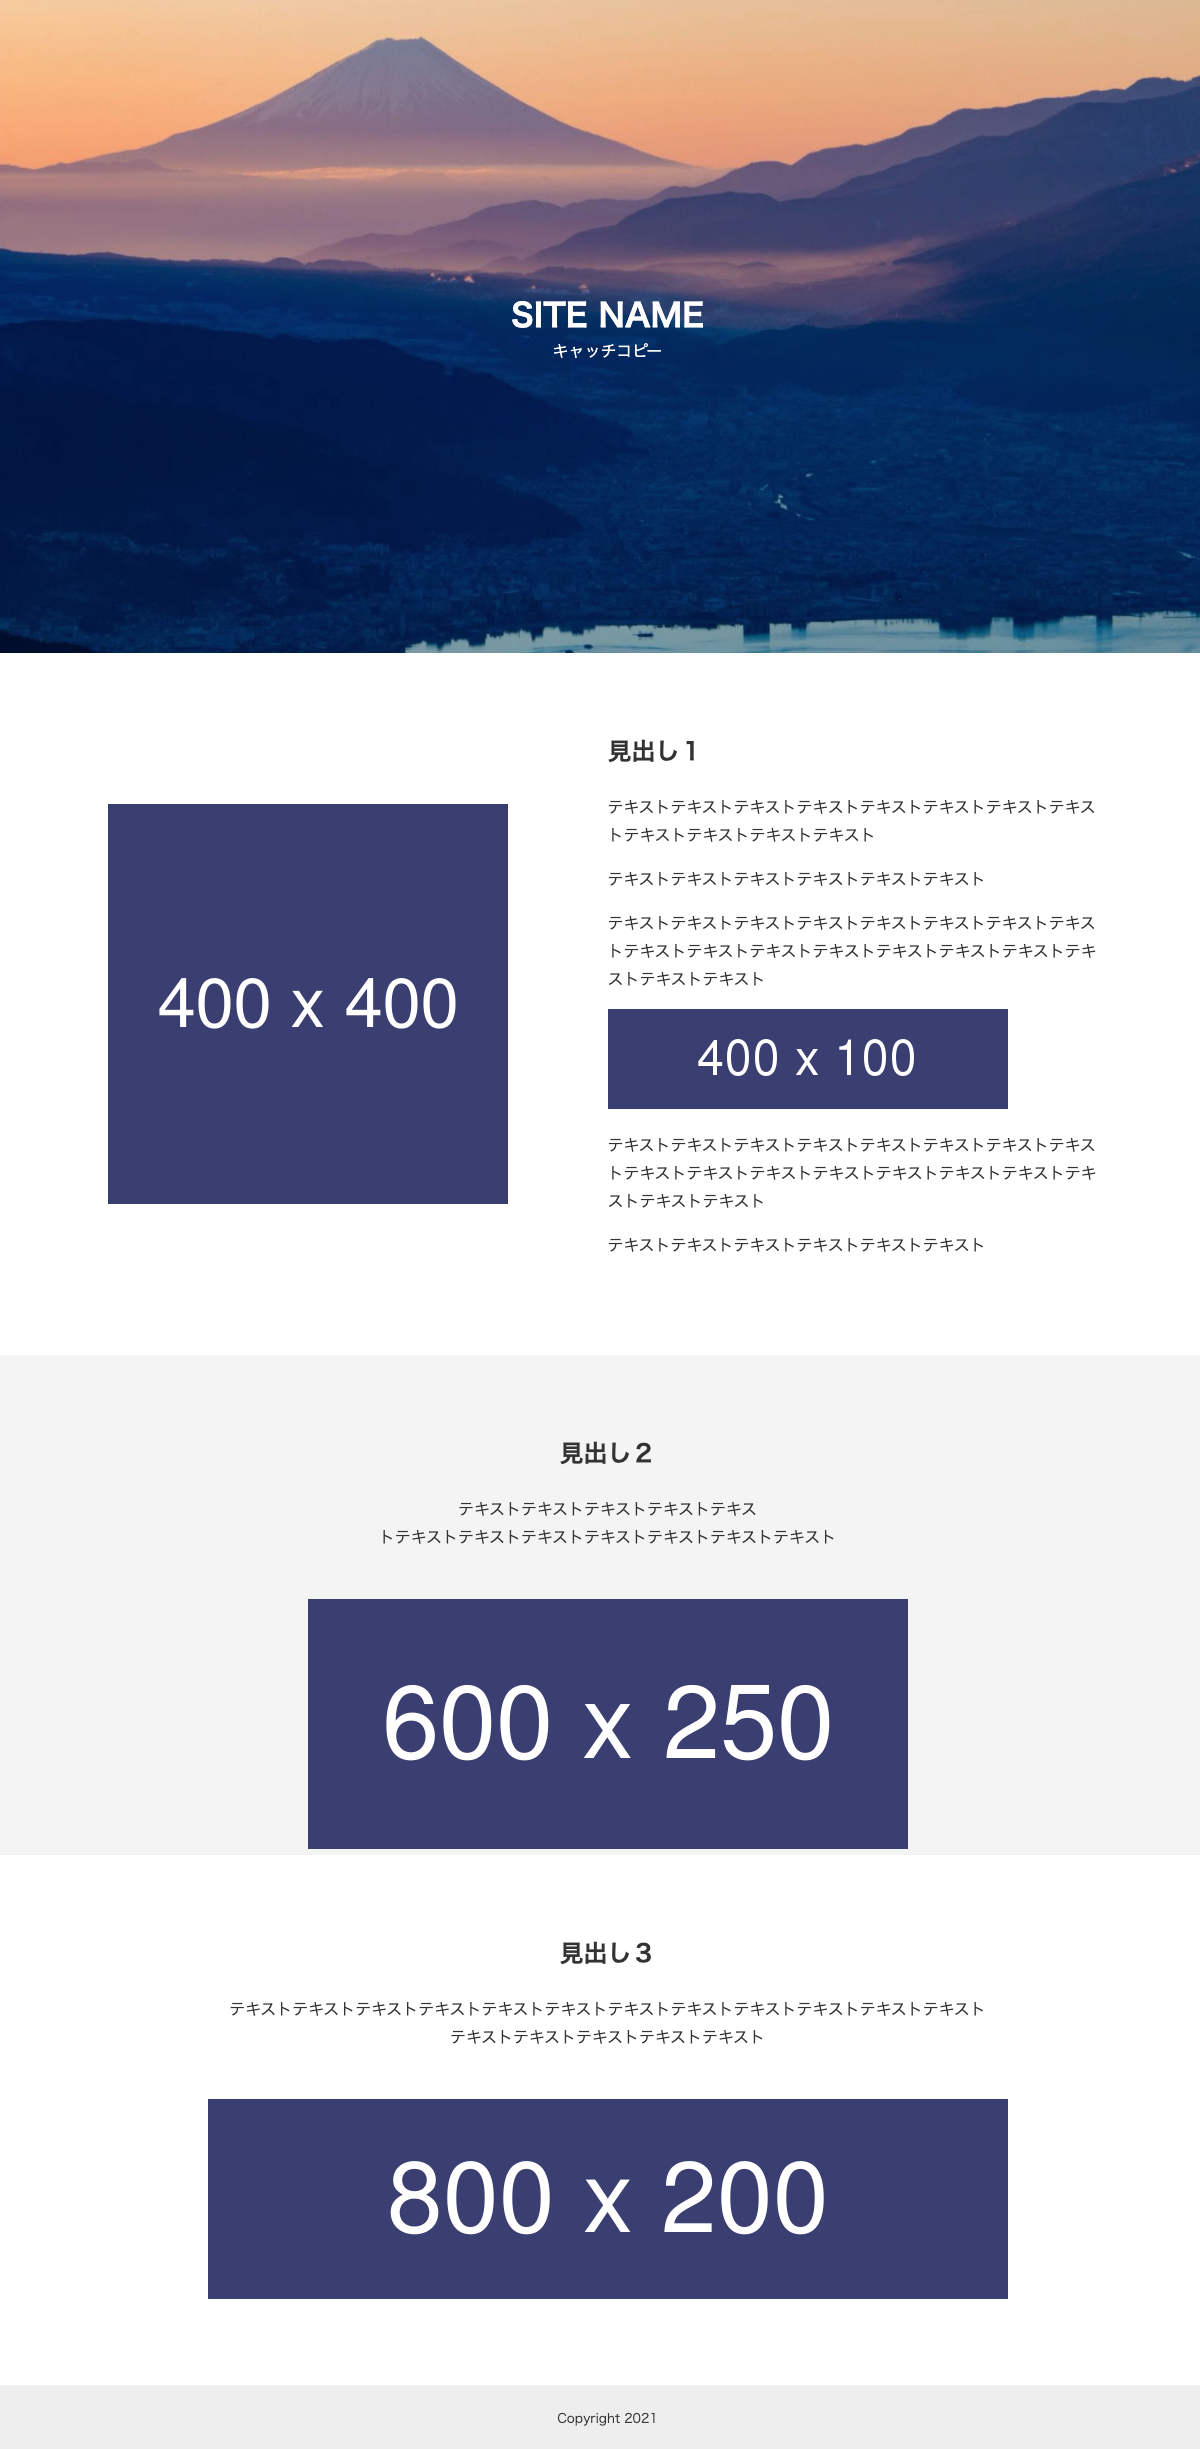 SITE NAME
キャッチコピー
見出し１
テキストテキストテキストテキストテキストテキストテキストテキス
トテキストテキストテキストテキスト
400 x 400
テキストテキストテキストテキストテキストテキスト
テキストテキストテキストテキストテキストテキストテキストテキス
トテキストテキストテキストテキストテキストテキストテキストテキ
ストテキストテキスト
400 x 100
テキストテキストテキストテキストテキストテキストテキストテキス
トテキストテキストテキストテキストテキストテキストテキストテキ
ストテキストテキスト
テキストテキストテキストテキストテキストテキスト
見出し２
テキストテキストテキストテキストテキス
トテキストテキストテキストテキストテキストテキストテキスト
600 x 250
見出し３
テキストテキストテキストテキストテキストテキストテキストテキストテキストテキストテキストテキスト
テキストテキストテキストテキストテキスト
800 x 200
Copyright 2021